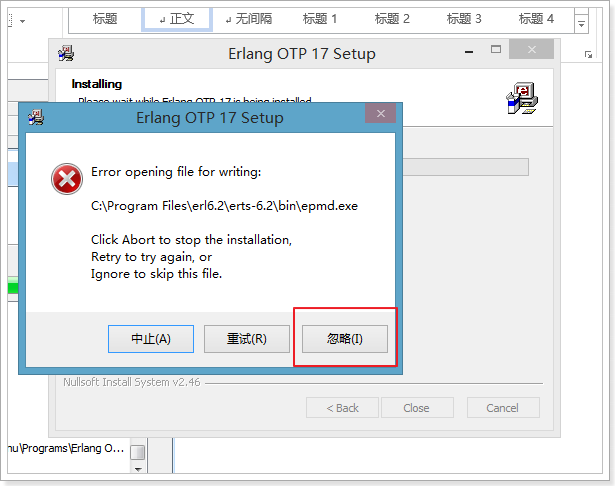 标题
↲ 正文
↲ 无间隔
标题 1
标题 2
标题 3
标题 4
Erlang OTP 17 Setup
Installing
Please wait while Erlang OTP 17 is being installed.
Erlang OTP 17 Setup
Error opening file for writing:
C:\Program Files\erl6.2\erts-6.2\bin\epmd.exe
Click Abort to stop the installation,
Retry to try again, or
Ignore to skip this file.
中止(A)
重试(R)
忽略(I)
Nullsoft Install System v2.46
< Back
Close
Cancel
nu\Programs\Erlang O...